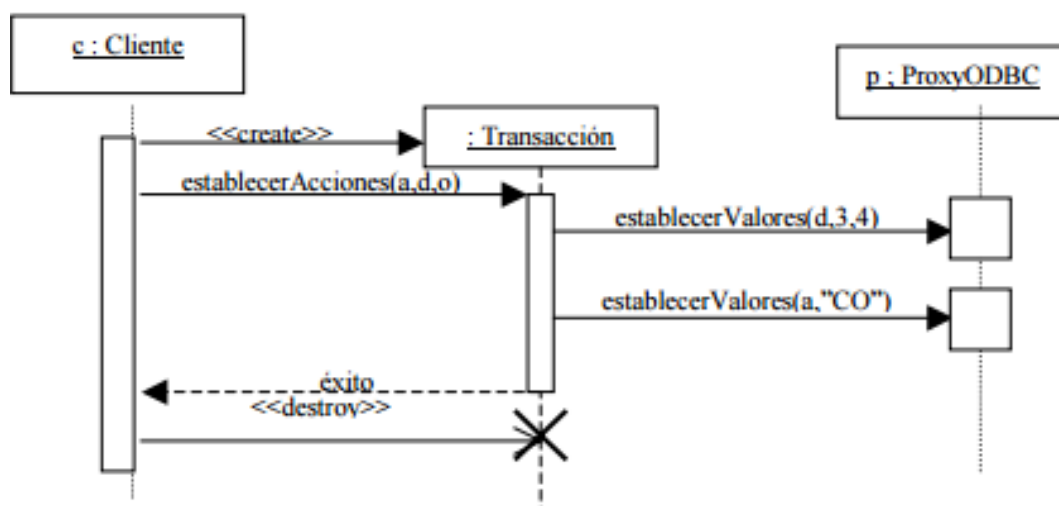 c : Cliente
p ; ProxyODBC
<<create>>
: Transacción
establecerAcciones(a,d,o)
establecerValores(d,3,4)
establecerValores(a,”CO”)
éxito
<<destroy>>